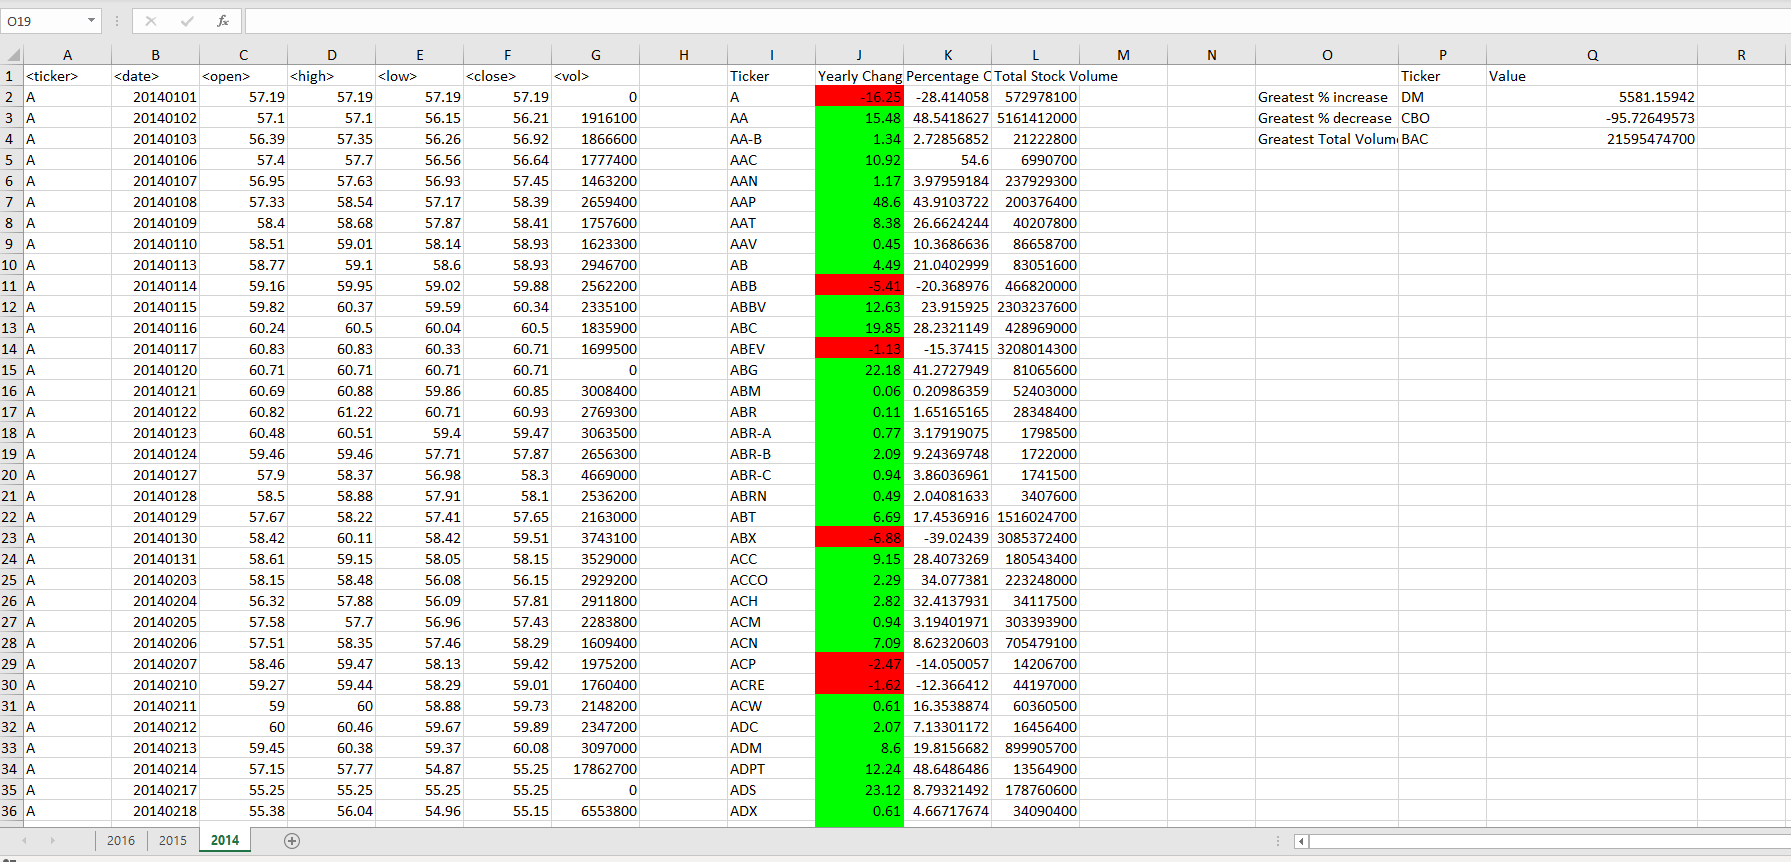 O19 fx
A B C D E F G H I J K L M N O P Q R
1 <ticker> <date> <open> <high> <low> <close> <vol> Ticker Yearly Chang Percentage C Total Stock Volume Ticker Value
2 A 20140101 57.19 57.19 57.19 57.19 0 A -16.25 -28.414058 572978100 Greatest % increase DM 5581.15942
3 A 20140102 57.1 57.1 56.15 56.21 1916100 AA 15.48 48.5418627 5161412000 Greatest % decrease CBO -95.72649573
4 A 20140103 56.39 57.35 56.26 56.92 1866600 AA-B 1.34 2.72856852 21222800 Greatest Total Volum BAC 21595474700
5 A 20140106 57.4 57.7 56.56 56.64 1777400 AAC 10.92 54.6 6990700
6 A 20140107 56.95 57.63 56.93 57.45 1463200 AAN 1.17 3.97959184 237929300
7 A 20140108 57.33 58.54 57.17 58.39 2659400 AAP 48.6 43.9103722 200376400
8 A 20140109 58.4 58.68 57.87 58.41 1757600 AAT 8.38 26.6624244 40207800
9 A 20140110 58.51 59.01 58.14 58.93 1623300 AAV 0.45 10.3686636 86658700
10 A 20140113 58.77 59.1 58.6 58.93 2946700 AB 4.49 21.0402999 83051600
11 A 20140114 59.16 59.95 59.02 59.88 2562200 ABB -5.41 -20.368976 466820000
12 A 20140115 59.82 60.37 59.59 60.34 2335100 ABBV 12.63 23.915925 2303237600
13 A 20140116 60.24 60.5 60.04 60.5 1835900 ABC 19.85 28.2321149 428969000
14 A 20140117 60.83 60.83 60.33 60.71 1699500 ABEV -1.13 -15.37415 3208014300
15 A 20140120 60.71 60.71 60.71 60.71 0 ABG 22.18 41.2727949 81065600
16 A 20140121 60.69 60.88 59.86 60.85 3008400 ABM 0.06 0.20986359 52403000
17 A 20140122 60.82 61.22 60.71 60.93 2769300 ABR 0.11 1.65165165 28348400
18 A 20140123 60.48 60.51 59.4 59.47 3063500 ABR-A 0.77 3.17919075 1798500
19 A 20140124 59.46 59.46 57.71 57.87 2656300 ABR-B 2.09 9.24369748 1722000
20 A 20140127 57.9 58.37 56.98 58.3 4669000 ABR-C 0.94 3.86036961 1741500
21 A 20140128 58.5 58.88 57.91 58.1 2536200 ABRN 0.49 2.04081633 3407600
22 A 20140129 57.67 58.22 57.41 57.65 2163000 ABT 6.69 17.4536916 1516024700
23 A 20140130 58.42 60.11 58.42 59.51 3743100 ABX -6.88 -39.02439 3085372400
24 A 20140131 58.61 59.15 58.05 58.15 3529000 ACC 9.15 28.4073269 180543400
25 A 20140203 58.15 58.48 56.08 56.15 2929200 ACCO 2.29 34.077381 223248000
26 A 20140204 56.32 57.88 56.09 57.81 2911800 ACH 2.82 32.4137931 34117500
27 A 20140205 57.58 57.7 56.96 57.43 2283800 ACM 0.94 3.19401971 303393900
28 A 20140206 57.51 58.35 57.46 58.29 1609400 ACN 7.09 8.62320603 705479100
29 A 20140207 58.46 59.47 58.13 59.42 1975200 ACP -2.47 -14.050057 14206700
30 A 20140210 59.27 59.44 58.29 59.01 1760400 ACRE -1.62 -12.366412 44197000
31 A 20140211 59 60 58.88 59.73 2148200 ACW 0.61 16.3538874 60360500
32 A 20140212 60 60.46 59.67 59.89 2347200 ADC 2.07 7.13301172 16456400
33 A 20140213 59.45 60.38 59.37 60.08 3097000 ADM 8.6 19.8156682 899905700
34 A 20140214 57.15 57.77 54.87 55.25 17862700 ADPT 12.24 48.6486486 13564900
35 A 20140217 55.25 55.25 55.25 55.25 0 ADS 23.12 8.79321492 178760600
36 A 20140218 55.38 56.04 54.96 55.15 6553800 ADX 0.61 4.66717674 34090400
2016 2015 2014